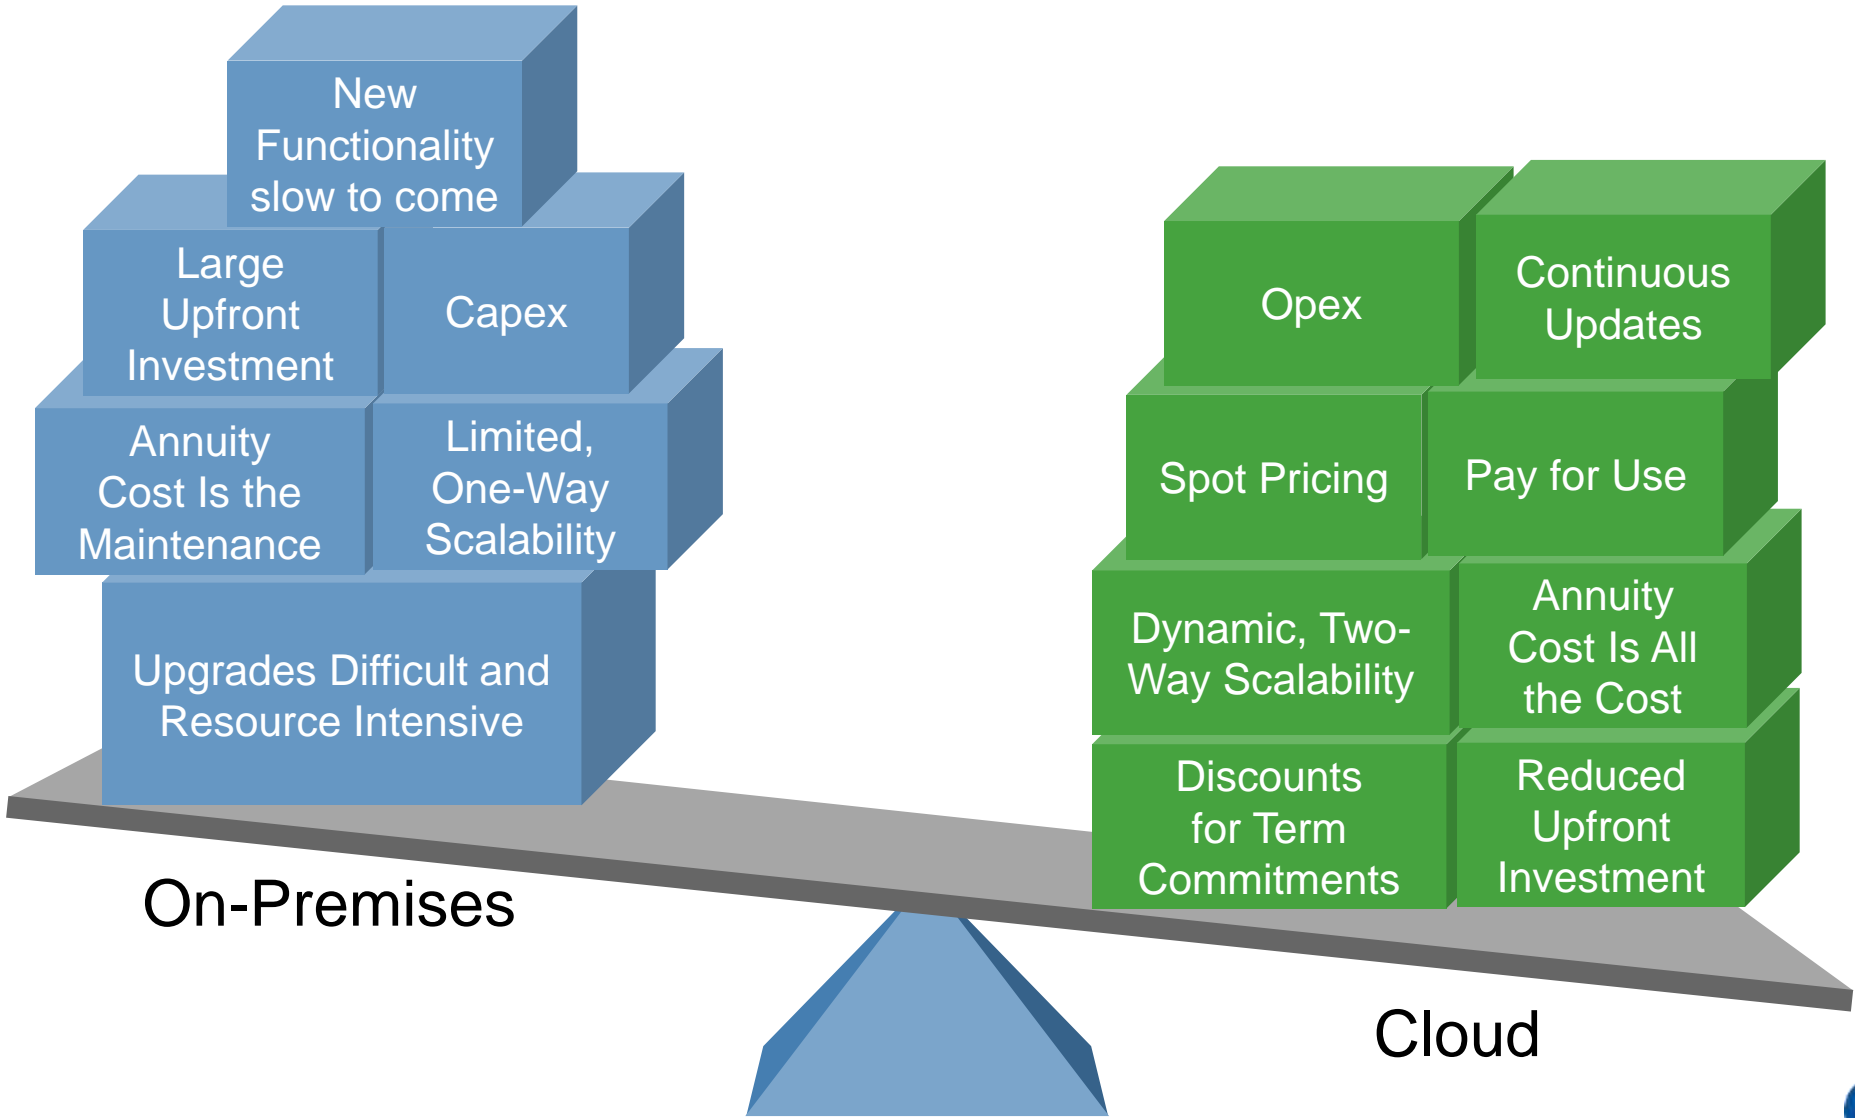 New
Functionality
slow to come
Large
Upfront
Investment
Capex
Annuity
Cost Is the
Maintenance
Limited,
One-Way
Scalability
Upgrades Difficult and
Resource Intensive
On-Premises
Opex
Continuous
Updates
Spot Pricing
Pay for Use
Dynamic, Two-
Way Scalability
Annuity
Cost Is All
the Cost
Discounts
for Term
Commitments
Reduced
Upfront
Investment
Cloud